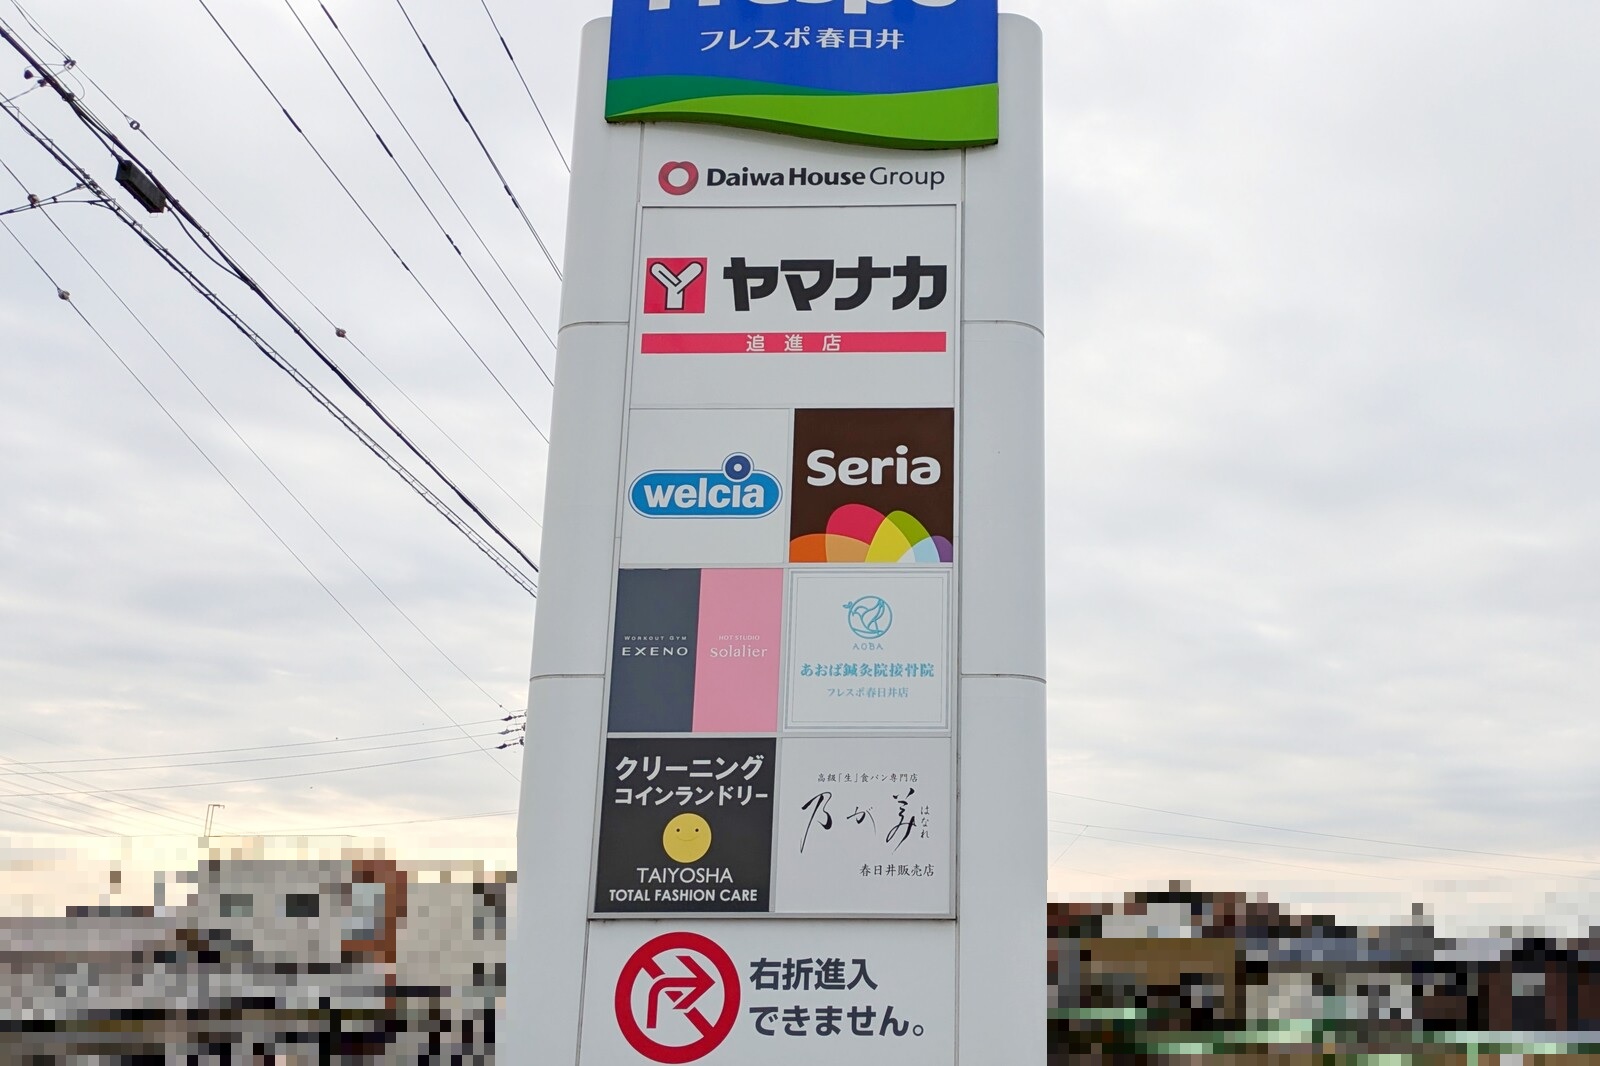 Frespo
フレスポ春日井
Daiwa House Group
ヤマナカ
追進店
welcia
Seria
WORKOUT GYM
EXENO
HOT-STUDIO
solalier
AOBA
あおば鍼灸院接骨院
フレスポ春日井店
クリーニング
コインランドリー
TAIYOSHA
TOTAL FASHION CARE
高級「生」食パン専門店
乃が美
はなれ
春日井販売店
右折進入
できません。